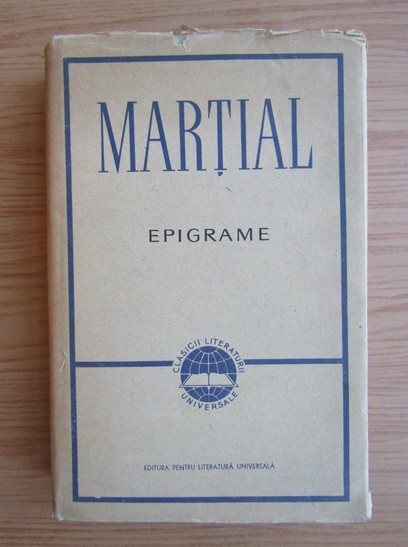 MARȚIAL
EPIGRAME
CLASICII LITERATURII
UNIVERSALE
EDITURA PENTRU LITERATURĂ UNIVERSALĂ